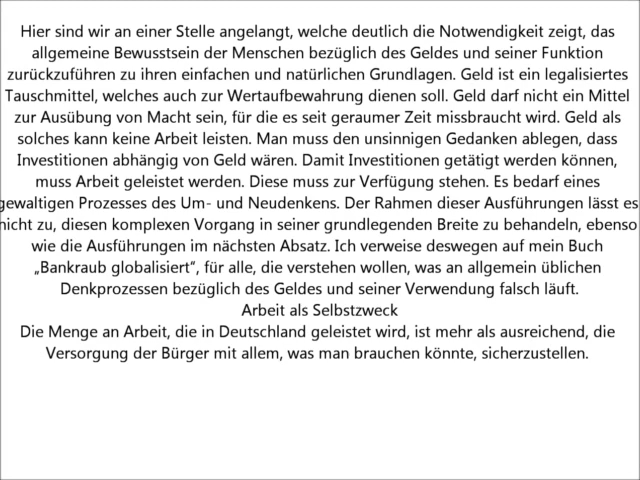 Hier sind wir an einer Stelle angelangt, welche deutlich die Notwendigkeit zeigt, das
allgemeine Bewusstsein der Menschen bezüglich des Geldes und seiner Funktion
zurückzuführen zu ihren einfachen und natürlichen Grundlagen. Geld ist ein legalisiertes
Tauschmittel, welches auch zur Wertaufbewahrung dienen soll. Geld darf nicht ein Mittel
zur Ausübung von Macht sein, für die es seit geraumer Zeit missbraucht wird. Geld als
solches kann keine Arbeit leisten. Man muss den unsinnigen Gedanken ablegen, dass
Investitionen abhängig von Geld wären. Damit Investitionen getätigt werden können,
muss Arbeit geleistet werden. Diese muss zur Verfügung stehen. Es bedarf eines
gewaltigen Prozesses des Um- und Neudenkens. Der Rahmen dieser Ausführungen lässt es
nicht zu, diesen komplexen Vorgang in seiner grundlegenden Breite zu behandeln, ebenso
wie die Ausführungen im nächsten Absatz. Ich verweise deswegen auf mein Buch
„Bankraub globalisiert“, für alle, die verstehen wollen, was an allgemein üblichen
Denkprozessen bezüglich des Geldes und seiner Verwendung falsch läuft.
Arbeit als Selbstzweck
Die Menge an Arbeit, die in Deutschland geleistet wird, ist mehr als ausreichend, die
Versorgung der Bürger mit allem, was man brauchen könnte, sicherzustellen.